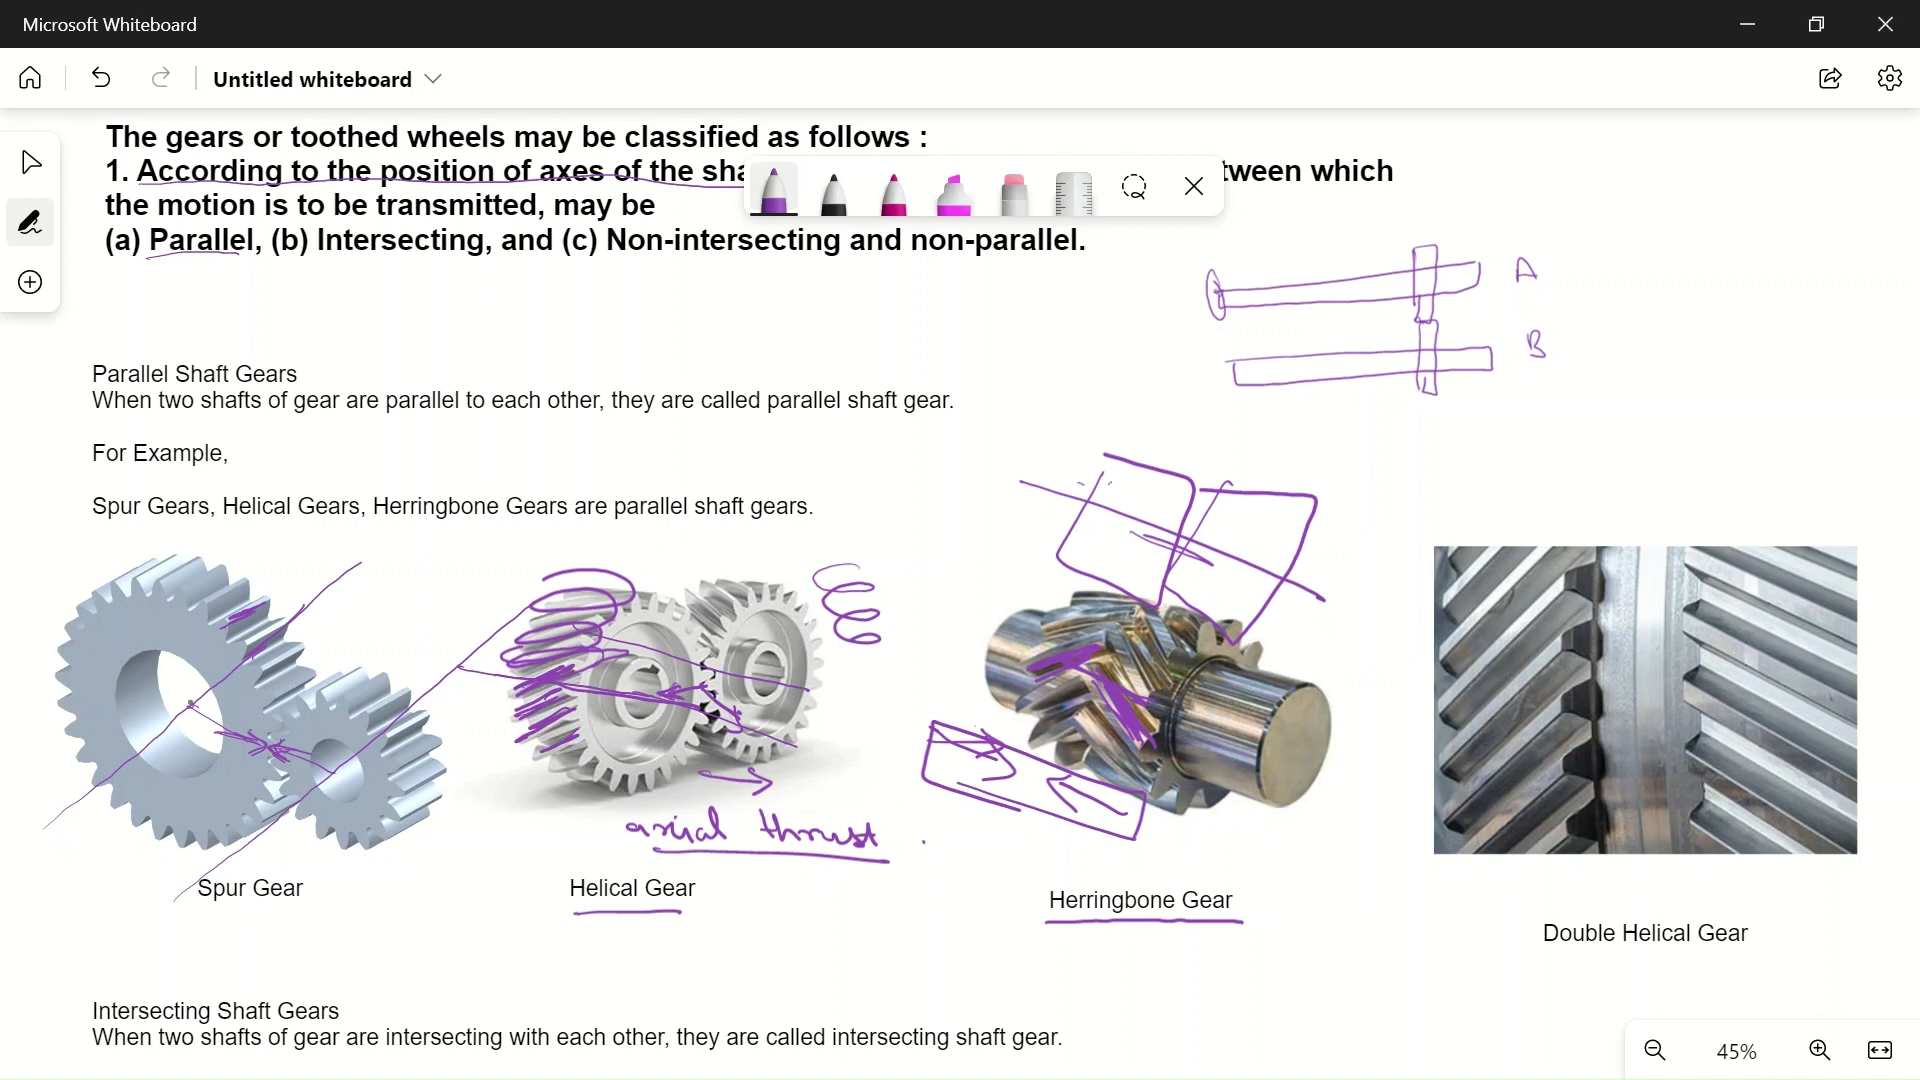 Microsoft Whiteboard
Untitled whiteboard
The gears or toothed wheels may be classified as follows :
1. According to the position of axes of the sha tween which
the motion is to be transmitted, may be
(a) Parallel, (b) Intersecting, and (c) Non-intersecting and non-parallel.
A
B
Parallel Shaft Gears
When two shafts of gear are parallel to each other, they are called parallel shaft gear.
For Example,
Spur Gears, Helical Gears, Herringbone Gears are parallel shaft gears.
axial thrust
Spur Gear
Helical Gear
Herringbone Gear
Double Helical Gear
Intersecting Shaft Gears
When two shafts of gear are intersecting with each other, they are called intersecting shaft gear.
45%